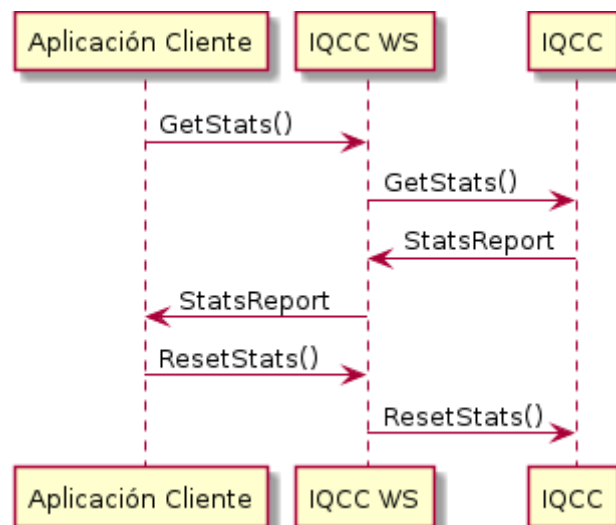 Aplicación Cliente IQCC WS IQCC
GetStats()
GetStats()
StatsReport
StatsReport
ResetStats()
ResetStats()
Aplicación Cliente IQCC WS IQCC